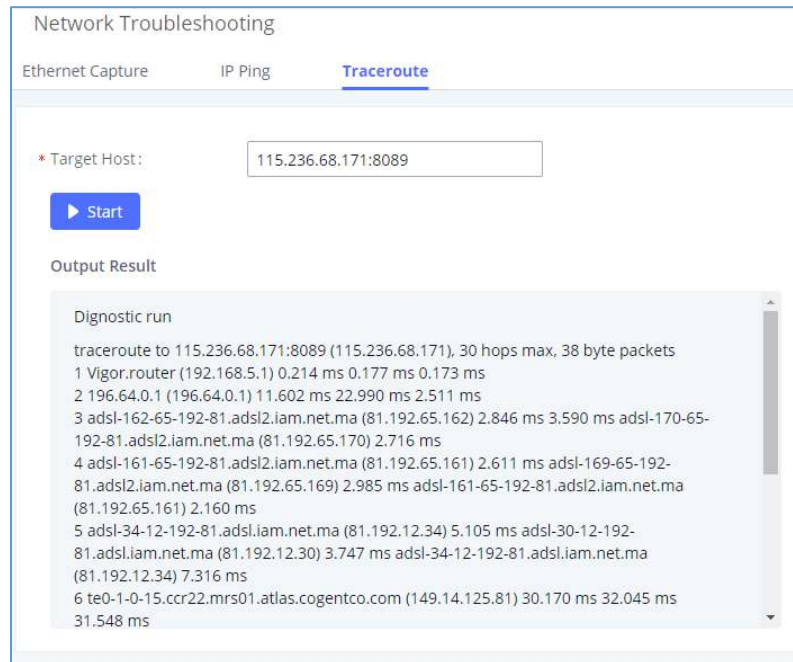 Network Troubleshooting
Ethernet Capture IP Ping Traceroute
* Target Host: 115.236.68.171:8089
Start
Output Result
Dignostic run
traceroute to 115.236.68.171:8089 (115.236.68.171), 30 hops max, 38 byte packets
1 Vigor.router (192.168.5.1) 0.214 ms 0.177 ms 0.173 ms
2 196.64.0.1 (196.64.0.1) 11.602 ms 22.990 ms 2.511 ms
3 adsl-162-65-192-81.adsl2.iam.net.ma (81.192.65.162) 2.846 ms 3.590 ms adsl-170-65-
192-81.adsl2.iam.net.ma (81.192.65.170) 2.716 ms
4 adsl-161-65-192-81.adsl2.iam.net.ma (81.192.65.161) 2.611 ms adsl-169-65-192-
81.adsl2.iam.net.ma (81.192.65.169) 2.985 ms adsl-161-65-192-81.adsl2.iam.net.ma
(81.192.65.161) 2.160 ms
5 adsl-34-12-192-81.adsl.iam.net.ma (81.192.12.34) 5.105 ms adsl-30-12-192-
81.adsl.iam.net.ma (81.192.12.30) 3.747 ms adsl-34-12-192-81.adsl.iam.net.ma
(81.192.12.34) 7.316 ms
6 te0-1-0-15.ccr22.mrs01.atlas.cogentco.com (149.14.125.81) 30.170 ms 32.045 ms
31.548 ms